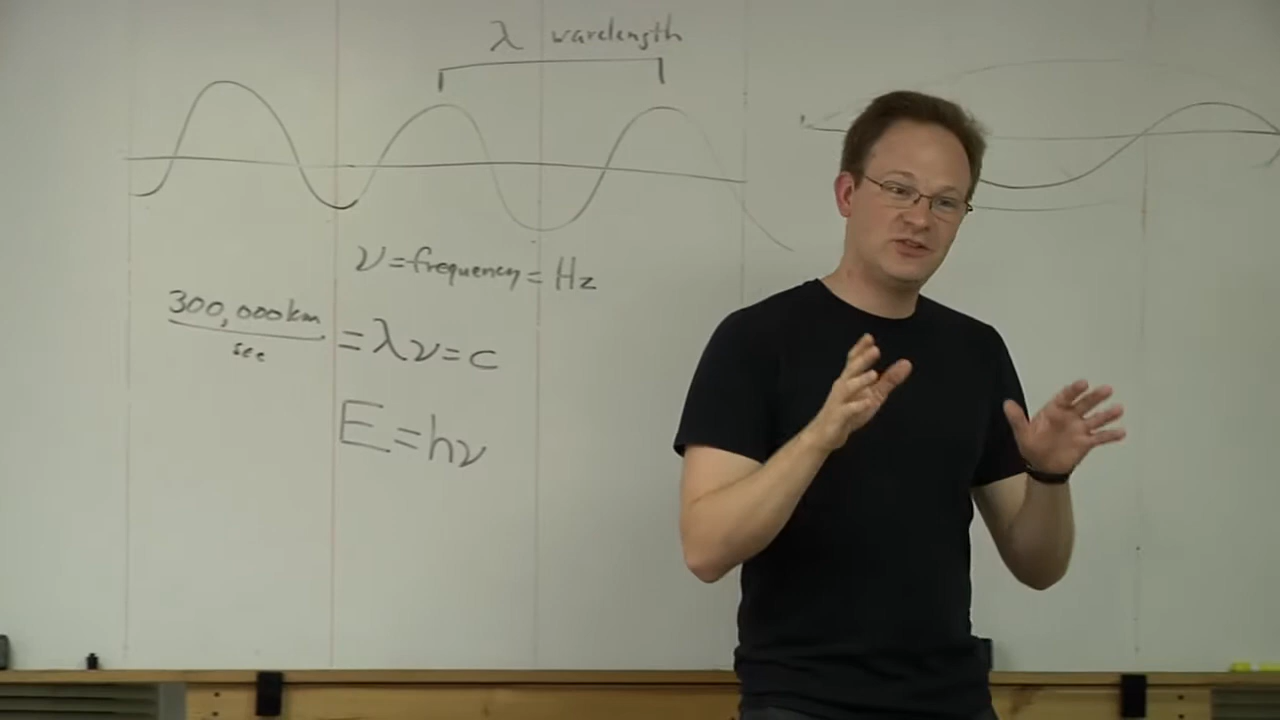 λ wavelength
ν = frequency = Hz
300,000 km
sec
= λν = c
E = hν